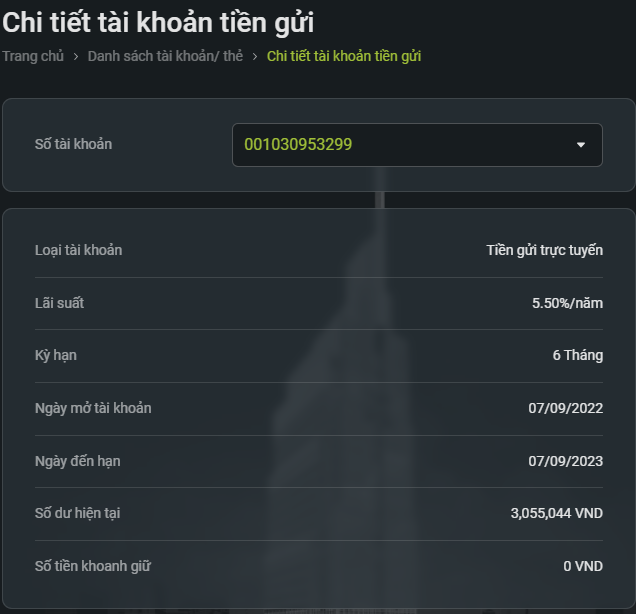 Chi tiết tài khoản tiền gửi
Trang chủ > Danh sách tài khoản/ thẻ > Chi tiết tài khoản tiền gửi
Số tài khoản 001030953299
Loại tài khoản Tiền gửi trực tuyến
Lãi suất 5.50%/năm
Kỳ hạn 6 Tháng
Ngày mở tài khoản 07/09/2022
Ngày đến hạn 07/09/2023
Số dư hiện tại 3,055,044 VND
Số tiền khoanh giữ 0 VND